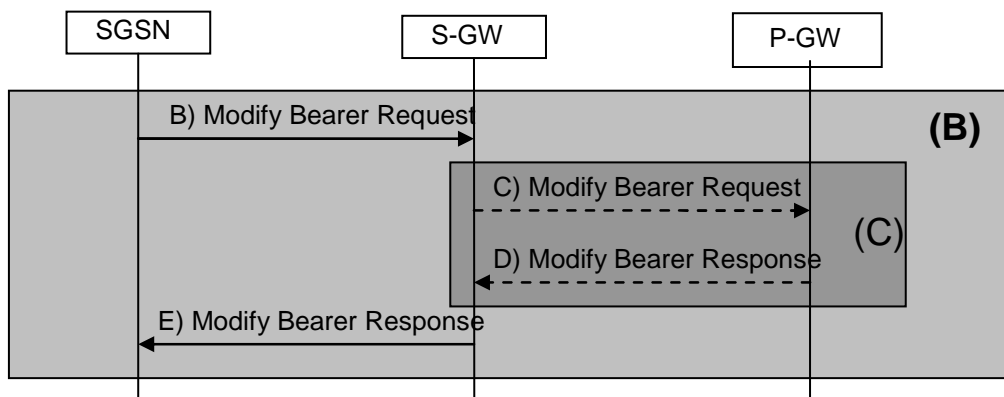 SGSN
S-GW
P-GW
B) Modify Bearer Request
(B)
C) Modify Bearer Request
(C)
D) Modify Bearer Response
E) Modify Bearer Response